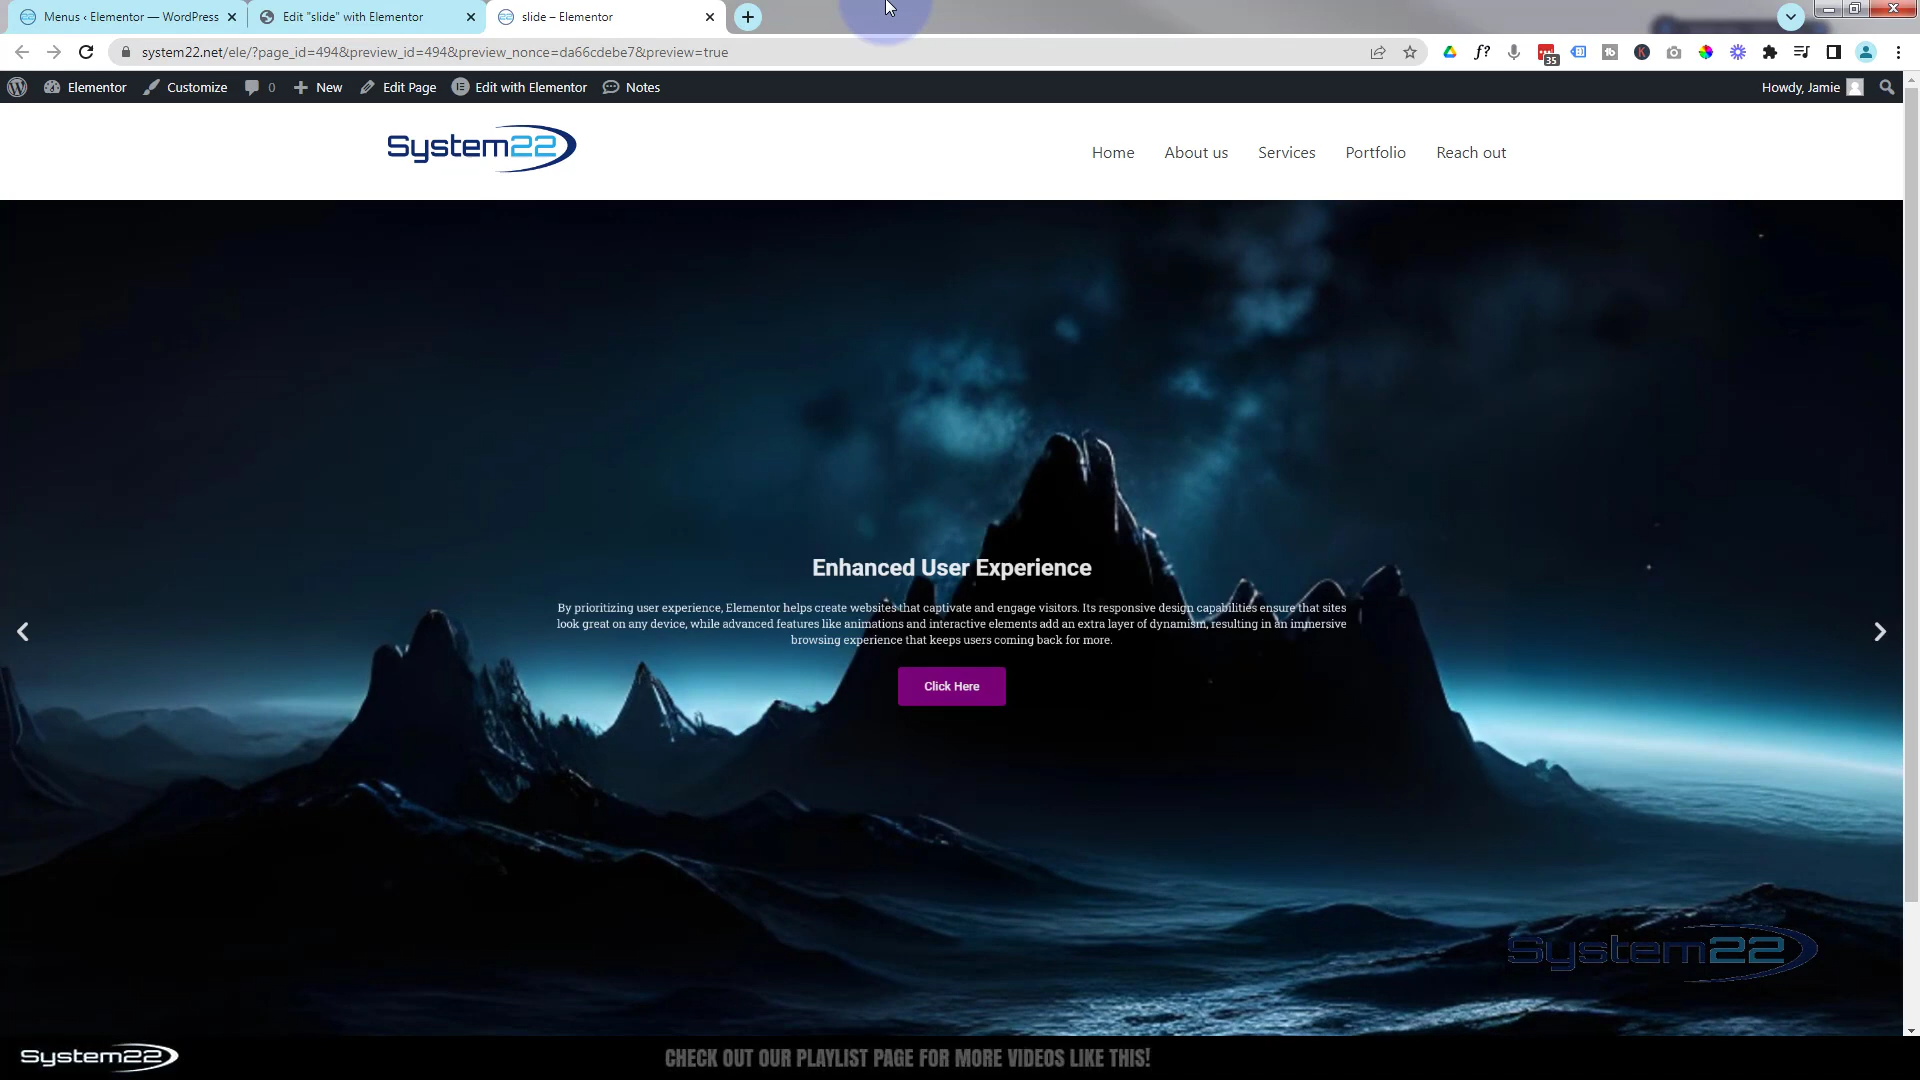 Menus ‹ Elementor — WordPress
Edit "slide" with Elementor
slide – Elementor
system22.net/ele/?page_id=494&preview_id=494&preview_nonce=da66cdebe7&preview=true
f?
35
tb
K
Elementor
Customize
0
New
Edit Page
Edit with Elementor
Notes
Howdy, Jamie
System22
Home
About us
Services
Portfolio
Reach out
Enhanced User Experience
By prioritizing user experience, Elementor helps create websites that captivate and engage visitors. Its responsive design capabilities ensure that sites
look great on any device, while advanced features like animations and interactive elements add an extra layer of dynamism, resulting in an immersive
browsing experience that keeps users coming back for more.
Click Here
System22
System22
CHECK OUT OUR PLAYLIST PAGE FOR MORE VIDEOS LIKE THIS!